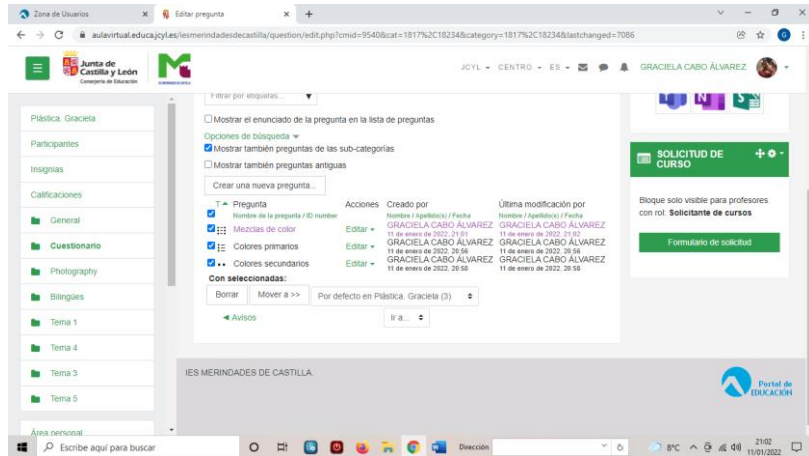 Zona de Usuarios
Editar pregunta
aulavirtual.educa.jcyl.es/iesmerindadesdecastilla/question/edit.php?cmid=9540&cat=1817%2C18234&category=1817%2C18234&lastchanged=7086
Junta de
Castilla y León
Consejería de Educación
JCYL CENTRO ES GRACIELA CABO ÁLVAREZ
Filtrar por etiquetas...
Mostrar el enunciado de la pregunta en la lista de preguntas
Opciones de búsqueda
Mostrar también preguntas de las sub-categorías
Mostrar también preguntas antiguas
Crear una nueva pregunta...
T Pregunta Acciones Creado por Última modificación por
Nombre de la pregunta / ID number Nombre / Apellido(s) / Fecha Nombre / Apellido(s) / Fecha
Mezclas de color Editar GRACIELA CABO ÁLVAREZ GRACIELA CABO ÁLVAREZ
11 de enero de 2022, 21:01 11 de enero de 2022, 21:02
Colores primarios Editar GRACIELA CABO ÁLVAREZ GRACIELA CABO ÁLVAREZ
11 de enero de 2022, 20:56 11 de enero de 2022, 20:56
Colores secundarios Editar GRACIELA CABO ÁLVAREZ GRACIELA CABO ÁLVAREZ
11 de enero de 2022, 20:58 11 de enero de 2022, 20:58
Con seleccionadas:
Borrar Mover a >> Por defecto en Plástica. Graciela (3)
Avisos Ir a...
Plástica. Graciela
Participantes
Insignias
Calificaciones
General
Cuestionario
Photography
Bilingües
Tema 1
Tema 4
Tema 3
Tema 5
Área personal
SOLICITUD DE
CURSO
Bloque solo visible para profesores
con rol: Solicitante de cursos
Formulario de solicitud
IES MERINDADES DE CASTILLA.
Portal de
EDUCACIÓN
Escribe aquí para buscar
Dirección
8°C
21:02
11/01/2022